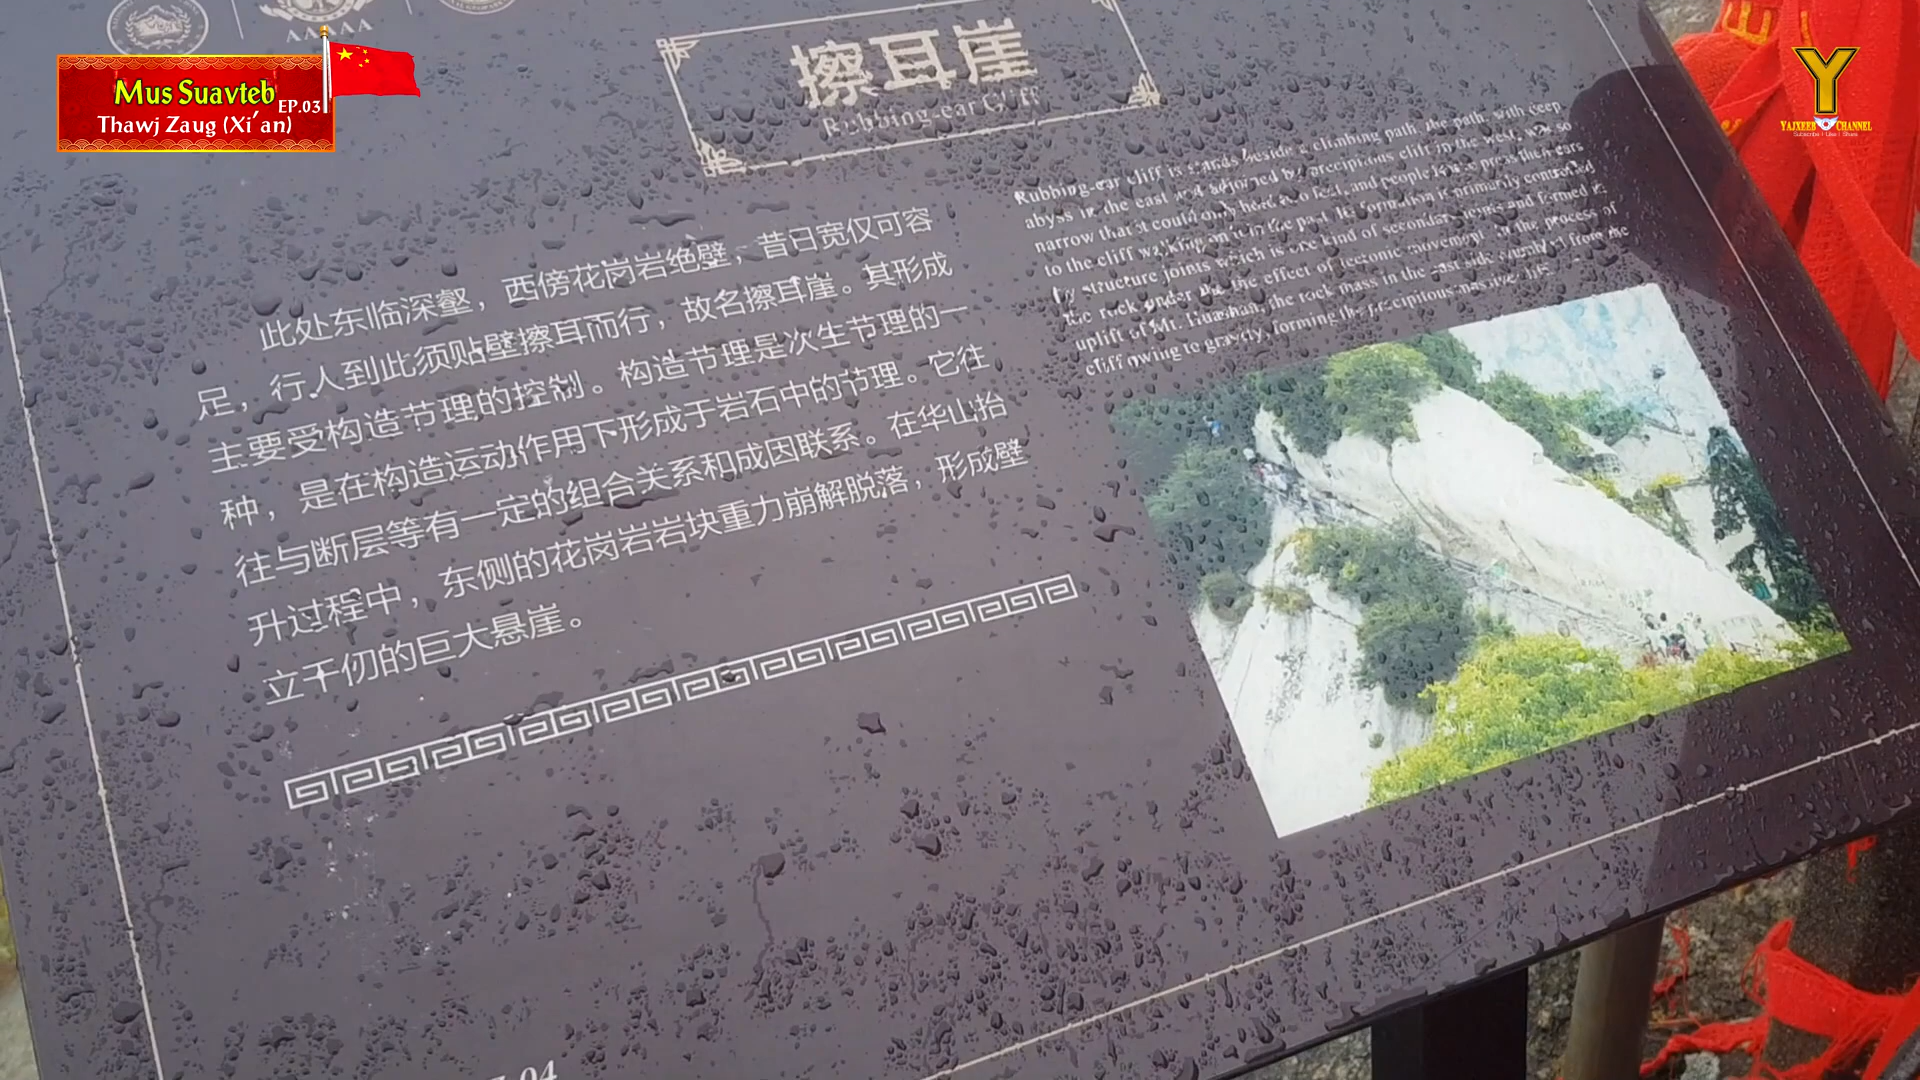 AAAAA
Mus Suavteb
EP.03
Thawj Zaug (Xi'an)
Y
YAJXEEB CHANNEL
Subscribe | Like | Share
擦耳崖
Rubbing-ear Cliff
此处东临深壑，西傍花岗岩绝壁，昔日宽仅可容
足，行人到此须贴壁擦耳而行，故名擦耳崖。其形成
主要受构造节理的控制。构造节理是次生节理的一
种，是在构造运动作用下形成于岩石中的节理。它往
往与断层等有一定的组合关系和成因联系。在华山抬
升过程中，东侧的花岗岩岩块重力崩解脱落，形成壁
立千仞的巨大悬崖。
Rubbing-ear cliff is stands beside a climbing path, the path, with deep
abyss in the east and adjorned by precipitous cliff in the west, was so
narrow that it could only hold two feet, and people have to press their ears
to the cliff walking on it in the past. Its formation is primarily controlled
by structure joints which is one kind of secondary joints and formed in
the rock under the the effect of tectonic movement. In the process of
uplift of Mt. Huashan, the rock mass in the east side from the
cliff owing to gravity, forming the precipitous massive cliff.